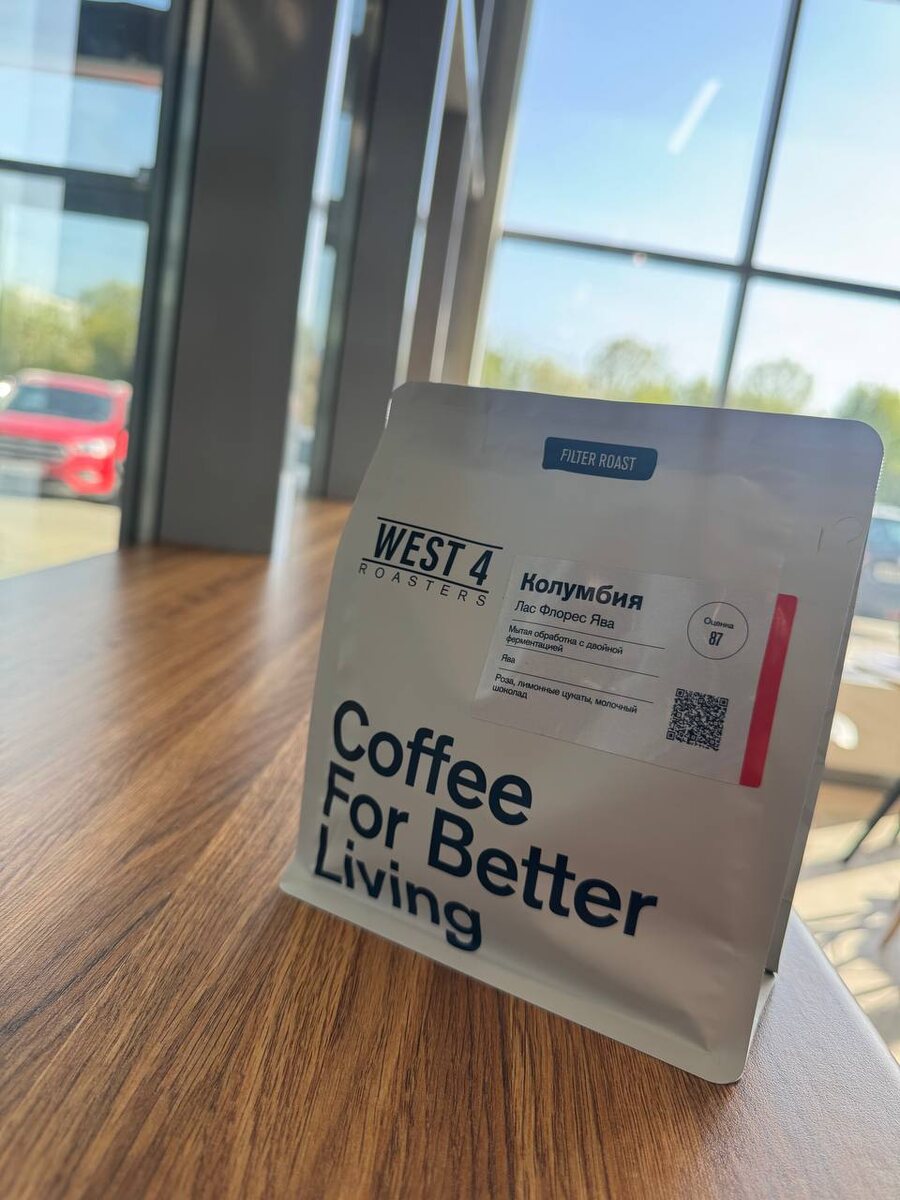 FILTER ROAST
WEST 4
ROASTERS
Колумбия
Лас Флорес Ява
Мытая обработка с двойной
ферментацией
Ява
Роза, лимонные цукаты, молочный
шоколад
Оценка
87
Coffee
For Better
Living